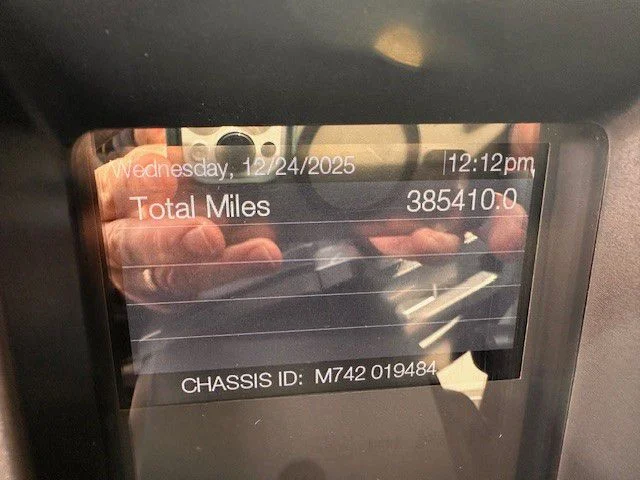 Wednesday, 12/24/2025 12:12pm
Total Miles 385410.0
CHASSIS ID: M742 019484